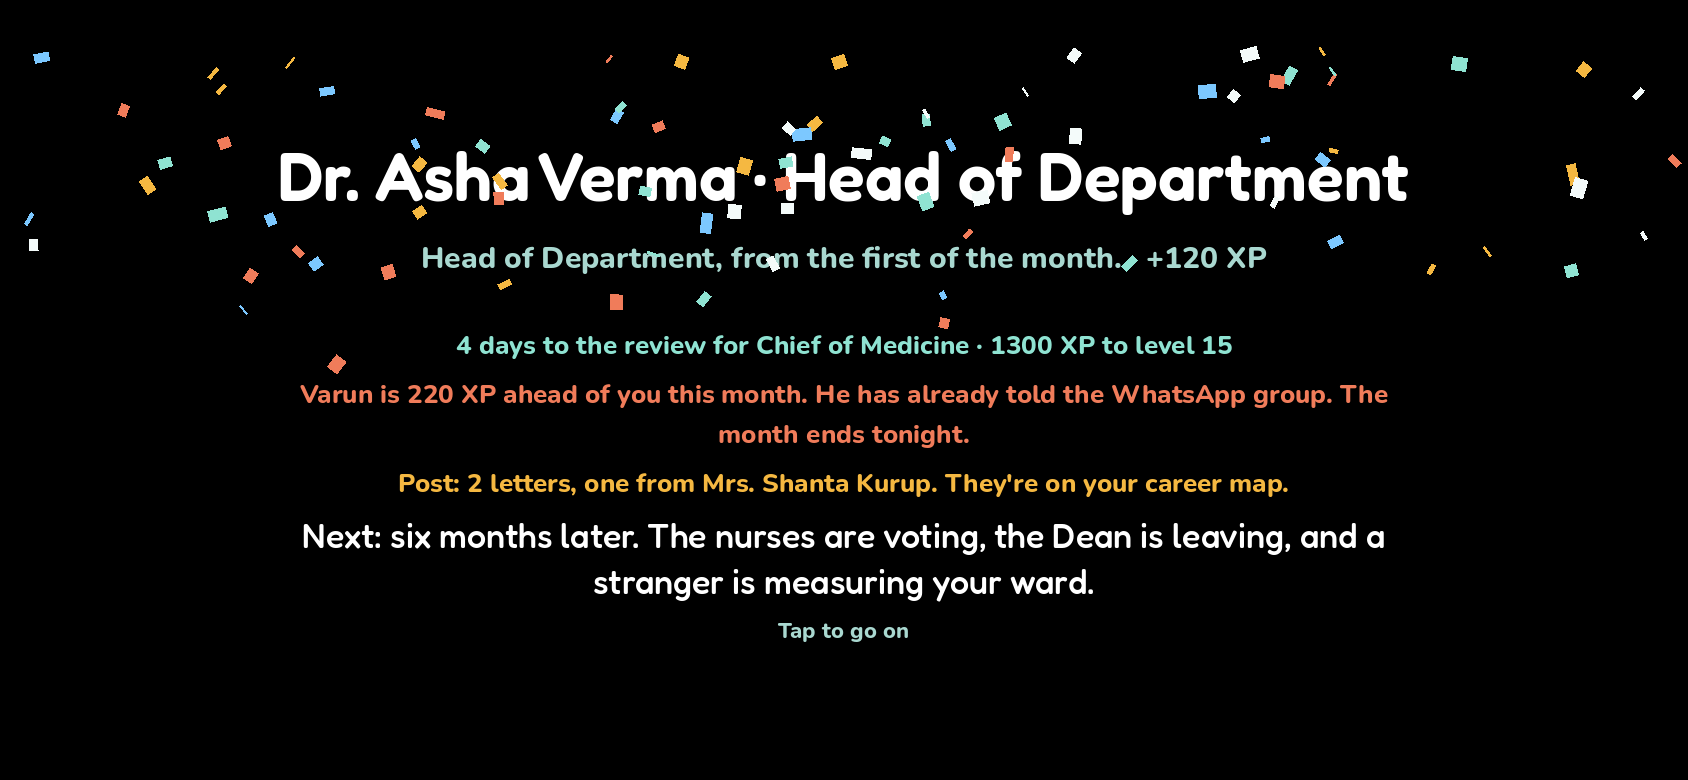 Dr. Asha Verma · Head of Department
Head of Department, from the first of the month. +120 XP
4 days to the review for Chief of Medicine · 1300 XP to level 15
Varun is 220 XP ahead of you this month. He has already told the WhatsApp group. The
month ends tonight.
Post: 2 letters, one from Mrs. Shanta Kurup. They're on your career map.
Next: six months later. The nurses are voting, the Dean is leaving, and a
stranger is measuring your ward.
Tap to go on